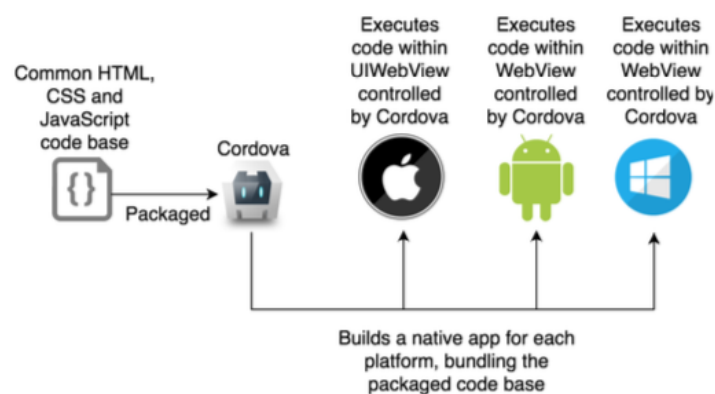 Common HTML,
CSS and
JavaScript
code base
Packaged
Cordova
Executes
code within
UIWebView
controlled
by Cordova
Executes
code within
WebView
controlled
by Cordova
Executes
code within
WebView
controlled by
Cordova
Builds a native app for each
platform, bundling the
packaged code base